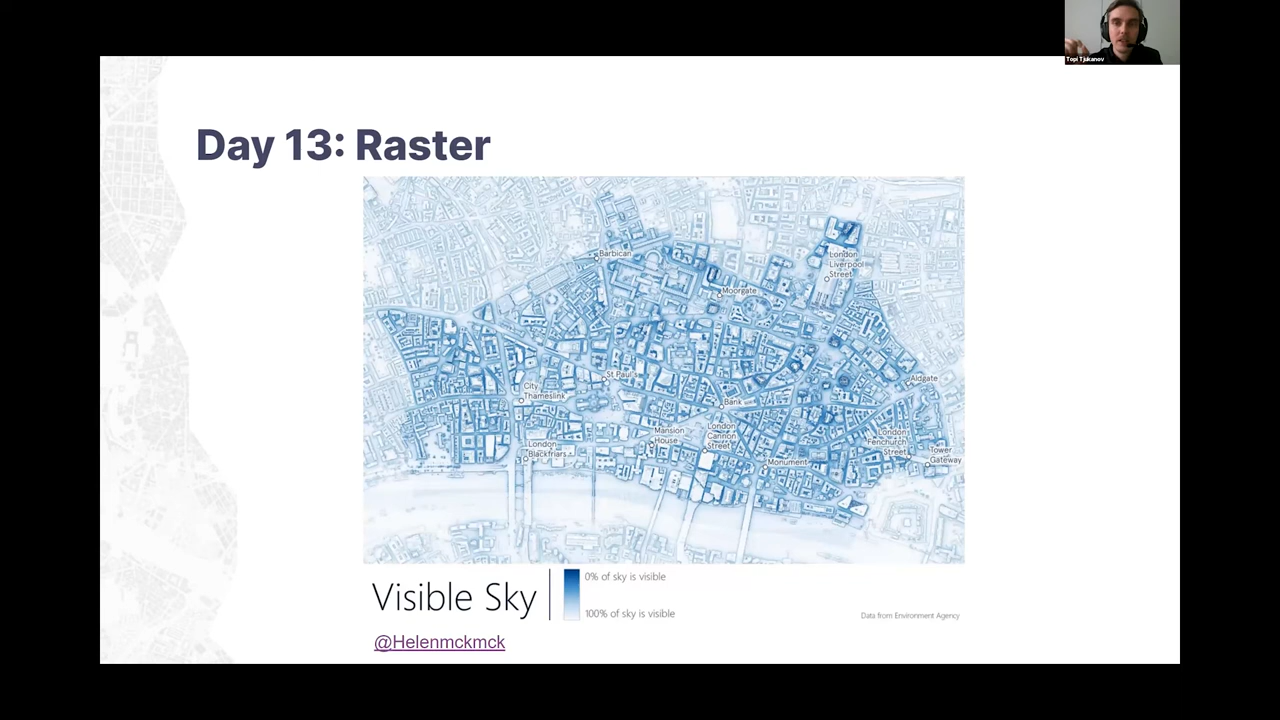 Topi Tjukanov
Day 13: Raster
Barbican
London
Liverpool
Street
Moorgate
St Paul's
Aldgate
City
Thameslink
Bank
Mansion
House
London
Cannon
Street
London
Fenchurch
Street
London
Blackfriars
Tower
Gateway
Monument
Visible Sky
0% of sky is visible
100% of sky is visible
Data from Environment Agency
@Helenmckmck